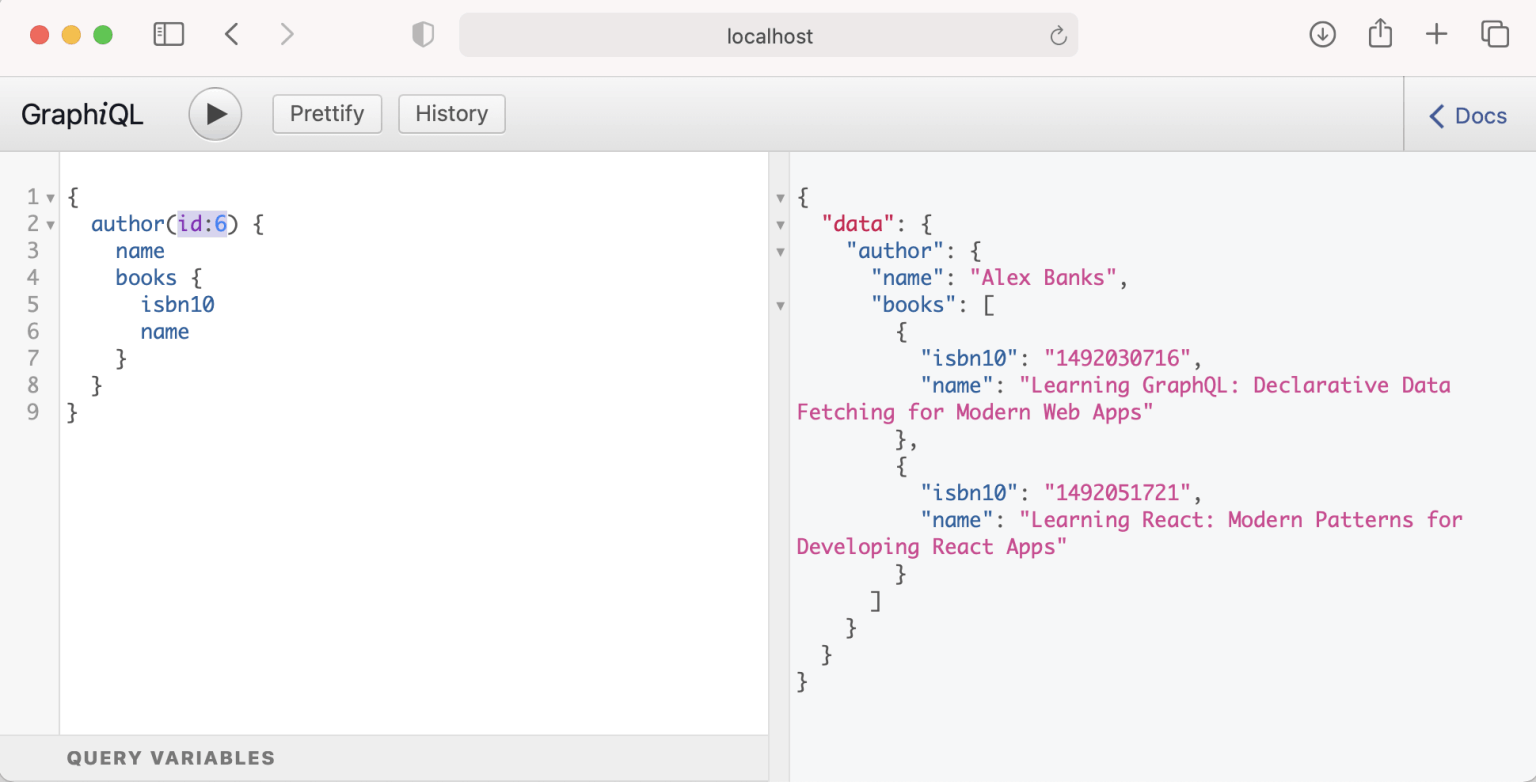 localhost
GraphiQL
Prettify
History
Docs
1 {
2   author(id:6) {
3     name
4     books {
5       isbn10
6       name
7     }
8   }
9 }
QUERY VARIABLES
{
  "data": {
    "author": {
      "name": "Alex Banks",
      "books": [
        {
          "isbn10": "1492030716",
          "name": "Learning GraphQL: Declarative Data
Fetching for Modern Web Apps"
        },
        {
          "isbn10": "1492051721",
          "name": "Learning React: Modern Patterns for
Developing React Apps"
        }
      ]
    }
  }
}